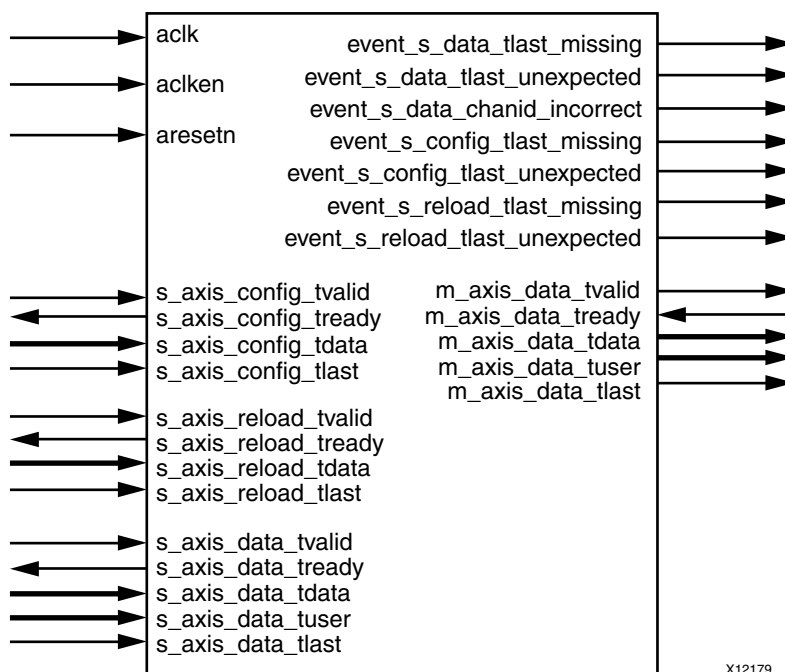 aclk
aclken
aresetn
s_axis_config_tvalid
s_axis_config_tready
s_axis_config_tdata
s_axis_config_tlast
s_axis_reload_tvalid
s_axis_reload_tready
s_axis_reload_tdata
s_axis_reload_tlast
s_axis_data_tvalid
s_axis_data_tready
s_axis_data_tdata
s_axis_data_tuser
s_axis_data_tlast
event_s_data_tlast_missing
event_s_data_tlast_unexpected
event_s_data_chanid_incorrect
event_s_config_tlast_missing
event_s_config_tlast_unexpected
event_s_reload_tlast_missing
event_s_reload_tlast_unexpected
m_axis_data_tvalid
m_axis_data_tready
m_axis_data_tdata
m_axis_data_tuser
m_axis_data_tlast
X12179